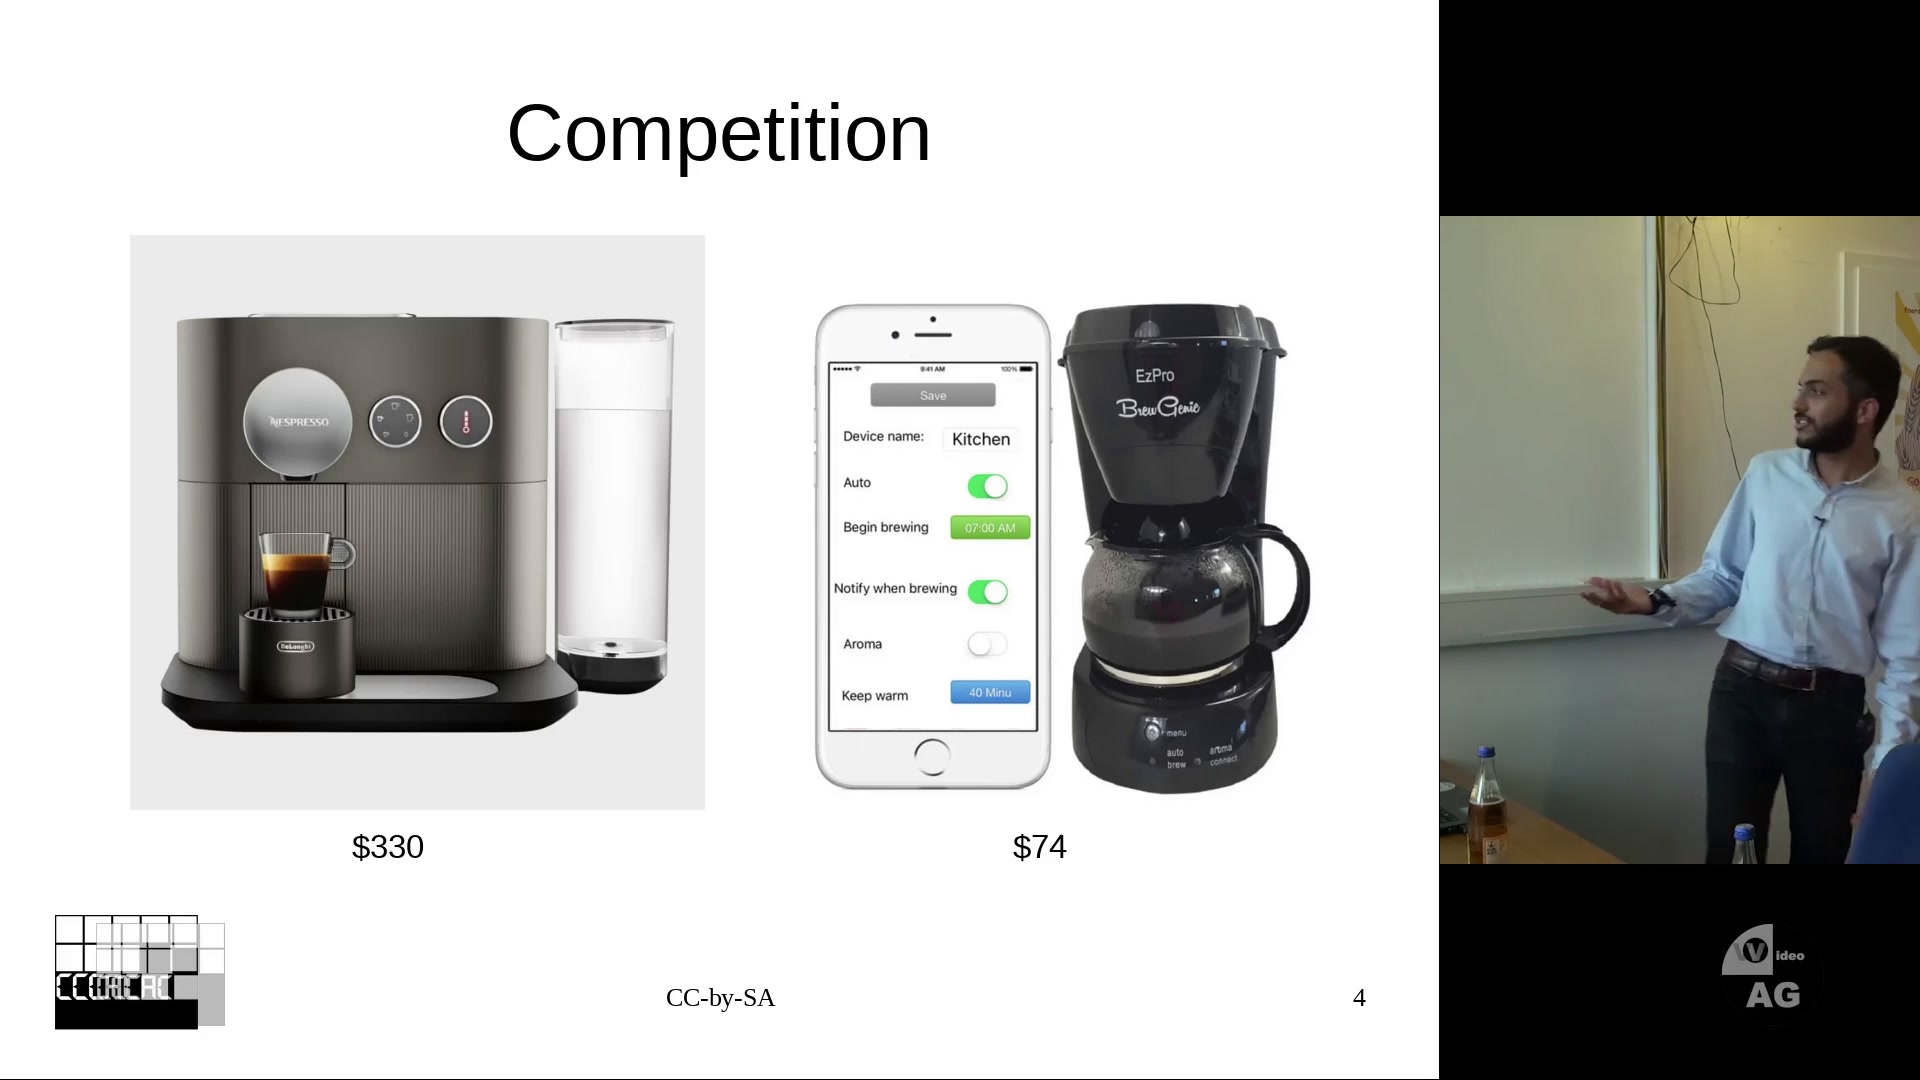 Competition
NESPRESSO
DeLonghi
9:41 AM
100%
Save
Device name:
Kitchen
Auto
Begin brewing
07:00 AM
Notify when brewing
Aroma
Keep warm
40 Minu
EzPro
BrewGenie
menu
auto
brew
aroma
connect
$330
$74
CC-by-SA
4
Video
AG